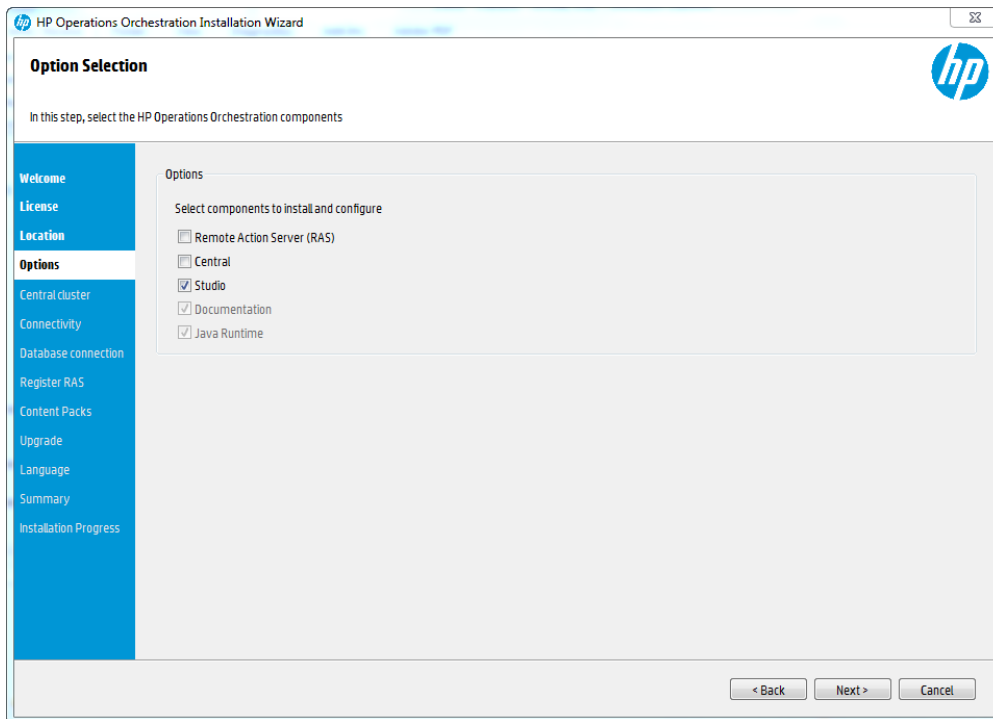 hp HP Operations Orchestration Installation Wizard
Option Selection
hp
In this step, select the HP Operations Orchestration components
Welcome
License
Location
Options
Central cluster
Connectivity
Database connection
Register RAS
Content Packs
Upgrade
Language
Summary
Installation Progress
Options
Select components to install and configure
Remote Action Server (RAS)
Central
Studio
Documentation
Java Runtime
< Back
Next >
Cancel